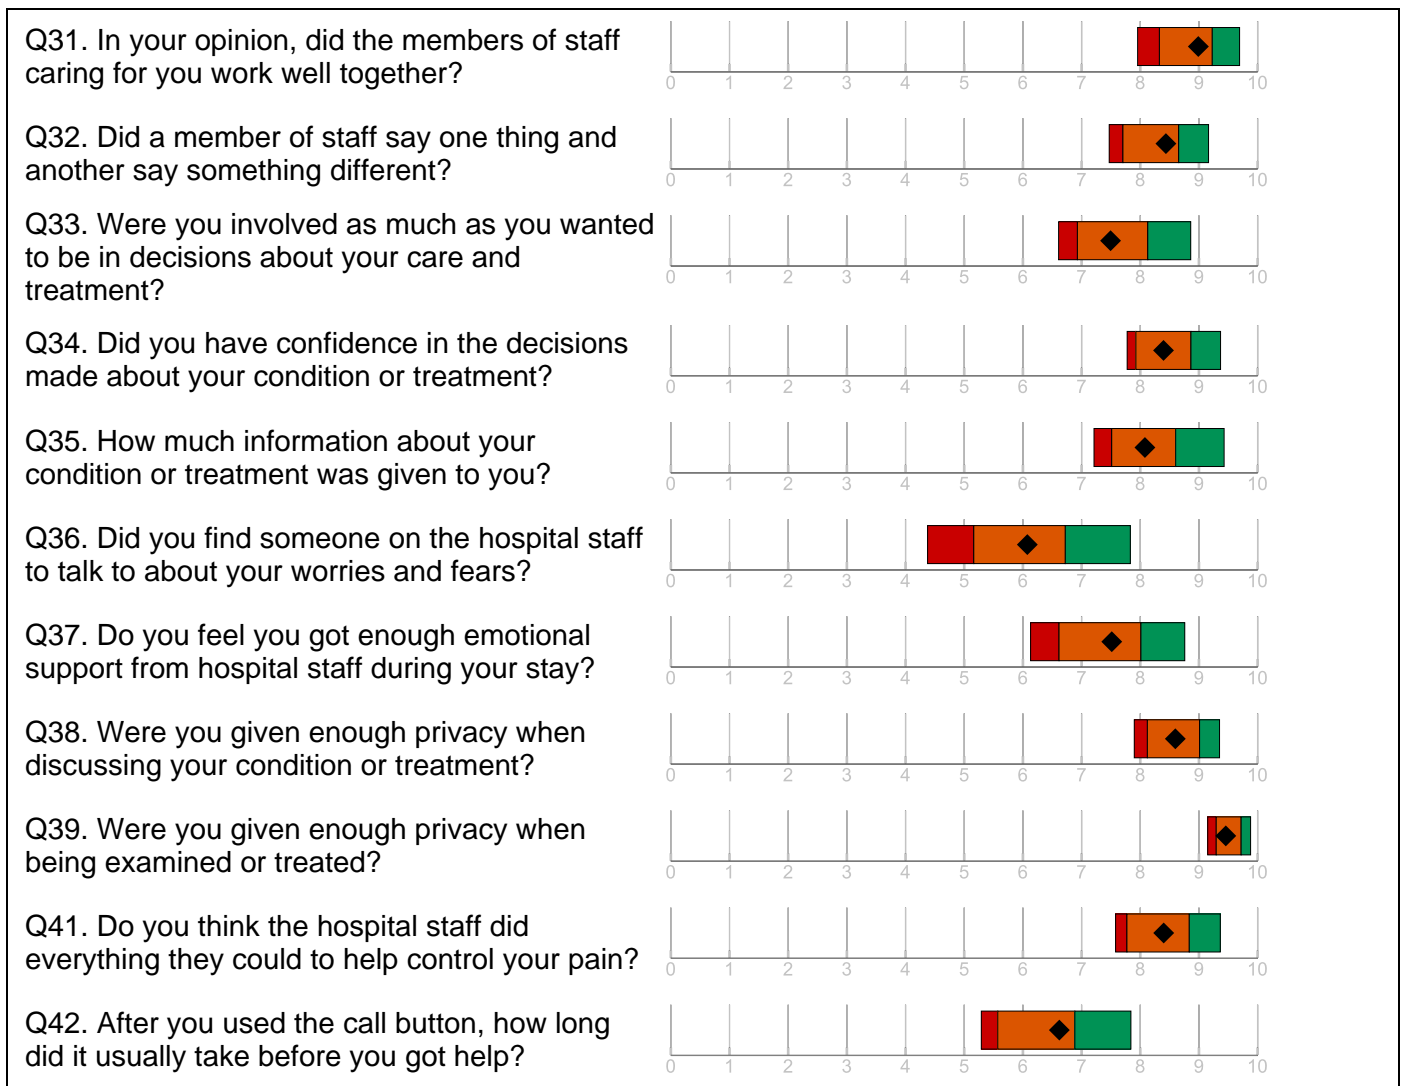 Q31. In your opinion, did the members of staff
caring for you work well together?
0 1 2 3 4 5 6 7 8 9 10
Q32. Did a member of staff say one thing and
another say something different?
0 1 2 3 4 5 6 7 8 9 10
Q33. Were you involved as much as you wanted
to be in decisions about your care and
treatment?
0 1 2 3 4 5 6 7 8 9 10
Q34. Did you have confidence in the decisions
made about your condition or treatment?
0 1 2 3 4 5 6 7 8 9 10
Q35. How much information about your
condition or treatment was given to you?
0 1 2 3 4 5 6 7 8 9 10
Q36. Did you find someone on the hospital staff
to talk to about your worries and fears?
0 1 2 3 4 5 6 7 8 9 10
Q37. Do you feel you got enough emotional
support from hospital staff during your stay?
0 1 2 3 4 5 6 7 8 9 10
Q38. Were you given enough privacy when
discussing your condition or treatment?
0 1 2 3 4 5 6 7 8 9 10
Q39. Were you given enough privacy when
being examined or treated?
0 1 2 3 4 5 6 7 8 9 10
Q41. Do you think the hospital staff did
everything they could to help control your pain?
0 1 2 3 4 5 6 7 8 9 10
Q42. After you used the call button, how long
did it usually take before you got help?
0 1 2 3 4 5 6 7 8 9 10